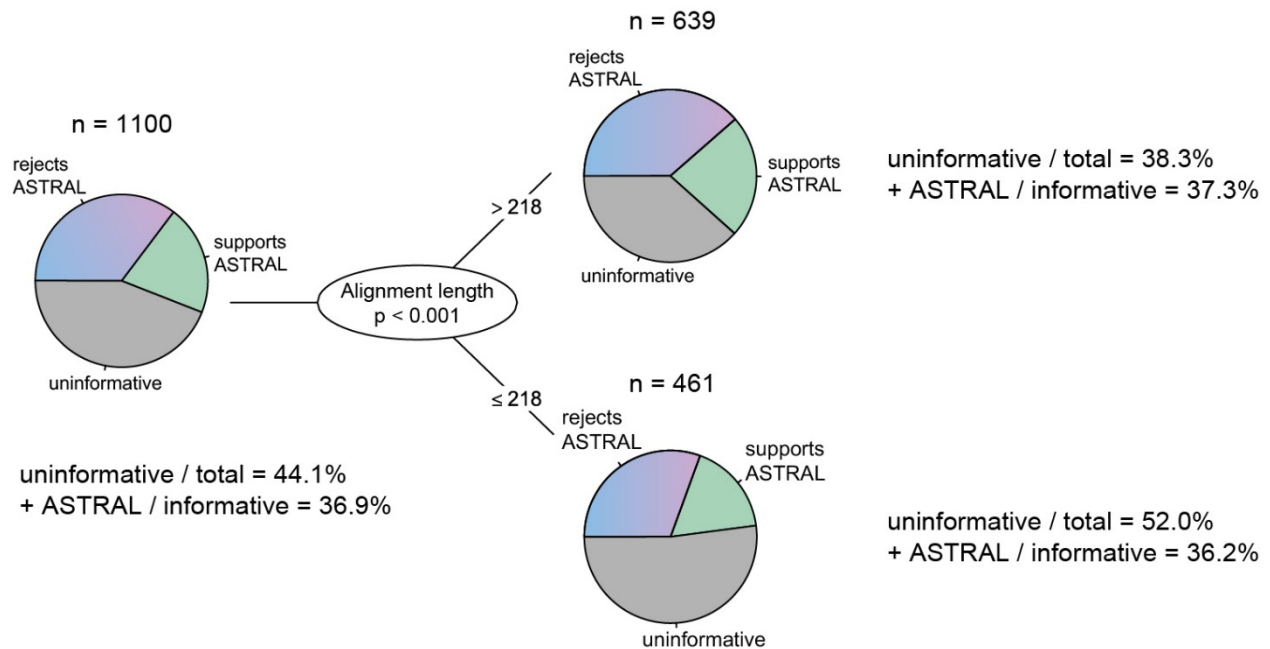 n = 1100
rejects
ASTRAL
supports
ASTRAL
uninformative
uninformative / total = 44.1%
+ ASTRAL / informative = 36.9%
Alignment length
p < 0.001
> 218
≤ 218
n = 639
rejects
ASTRAL
supports
ASTRAL
uninformative
uninformative / total = 38.3%
+ ASTRAL / informative = 37.3%
n = 461
rejects
ASTRAL
supports
ASTRAL
uninformative
uninformative / total = 52.0%
+ ASTRAL / informative = 36.2%